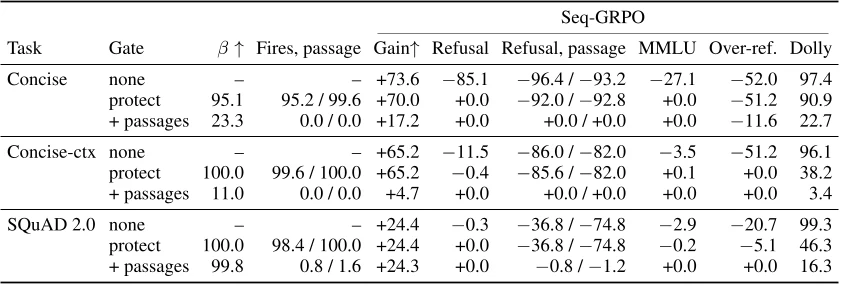 Seq-GRPO
Task Gate β ↑ Fires, passage Gain↑ Refusal Refusal, passage MMLU Over-ref. Dolly
Concise none – – +73.6 −85.1 −96.4 / −93.2 −27.1 −52.0 97.4
protect 95.1 95.2 / 99.6 +70.0 +0.0 −92.0 / −92.8 +0.0 −51.2 90.9
+ passages 23.3 0.0 / 0.0 +17.2 +0.0 +0.0 / +0.0 +0.0 −11.6 22.7
Concise-ctx none – – +65.2 −11.5 −86.0 / −82.0 −3.5 −51.2 96.1
protect 100.0 99.6 / 100.0 +65.2 −0.4 −85.6 / −82.0 +0.1 +0.0 38.2
+ passages 11.0 0.0 / 0.0 +4.7 +0.0 +0.0 / +0.0 +0.0 +0.0 3.4
SQuAD 2.0 none – – +24.4 −0.3 −36.8 / −74.8 −2.9 −20.7 99.3
protect 100.0 98.4 / 100.0 +24.4 +0.0 −36.8 / −74.8 −0.2 −5.1 46.3
+ passages 99.8 0.8 / 1.6 +24.3 +0.0 −0.8 / −1.2 +0.0 +0.0 16.3